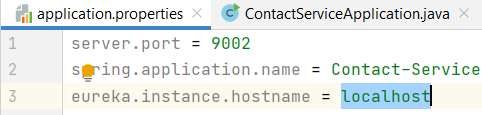 application.properties ContactServiceApplication.java
1 server.port = 9002
2 spring.application.name = Contact-Service
3 eureka.instance.hostname = localhost